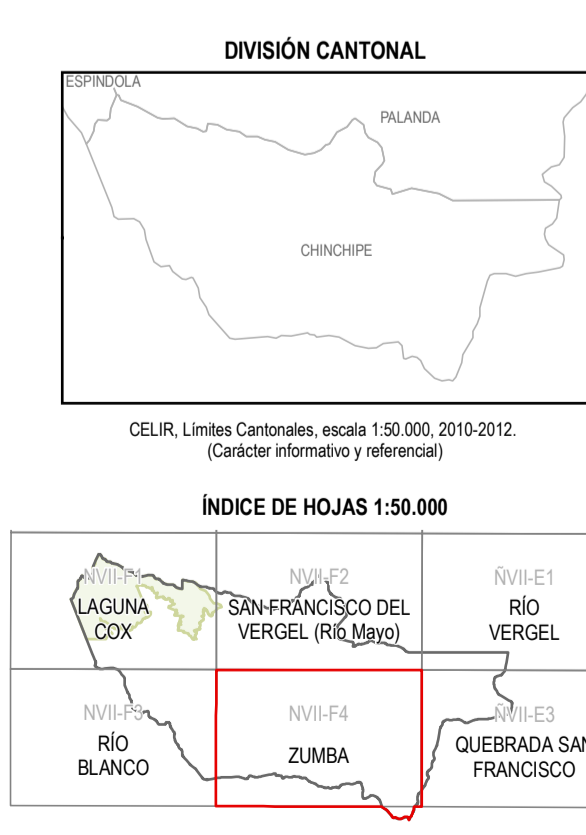 DIVISIÓN CANTONAL
ESPINDOLA
PALANDA
CHINCHIPE
CELIR, Límites Cantonales, escala 1:50.000, 2010-2012.
(Carácter informativo y referencial)
ÍNDICE DE HOJAS 1:50.000
NVII-F1
LAGUNA
COX
NVII-F2
SAN FRANCISCO DEL
VERGEL (Río Mayo)
ÑVII-E1
RÍO
VERGEL
NVII-F3
RÍO
BLANCO
NVII-F4
ZUMBA
ÑVII-E3
QUEBRADA SAN
FRANCISCO